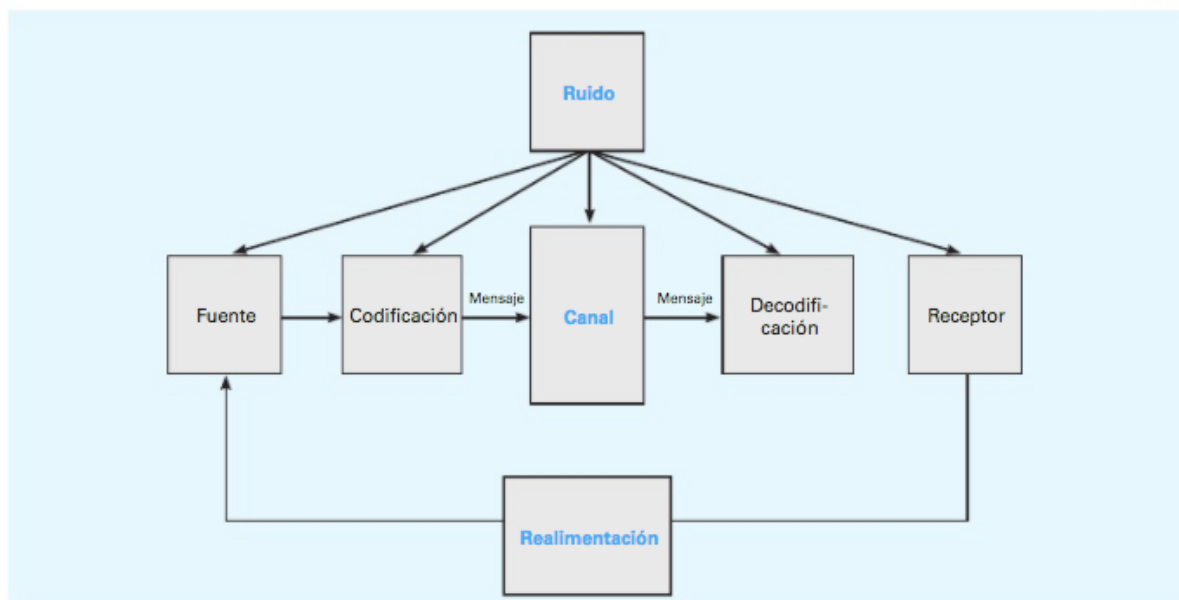 Ruido
Fuente
Codificación
Mensaje
Canal
Mensaje
Decodifi-
cación
Receptor
Realimentación